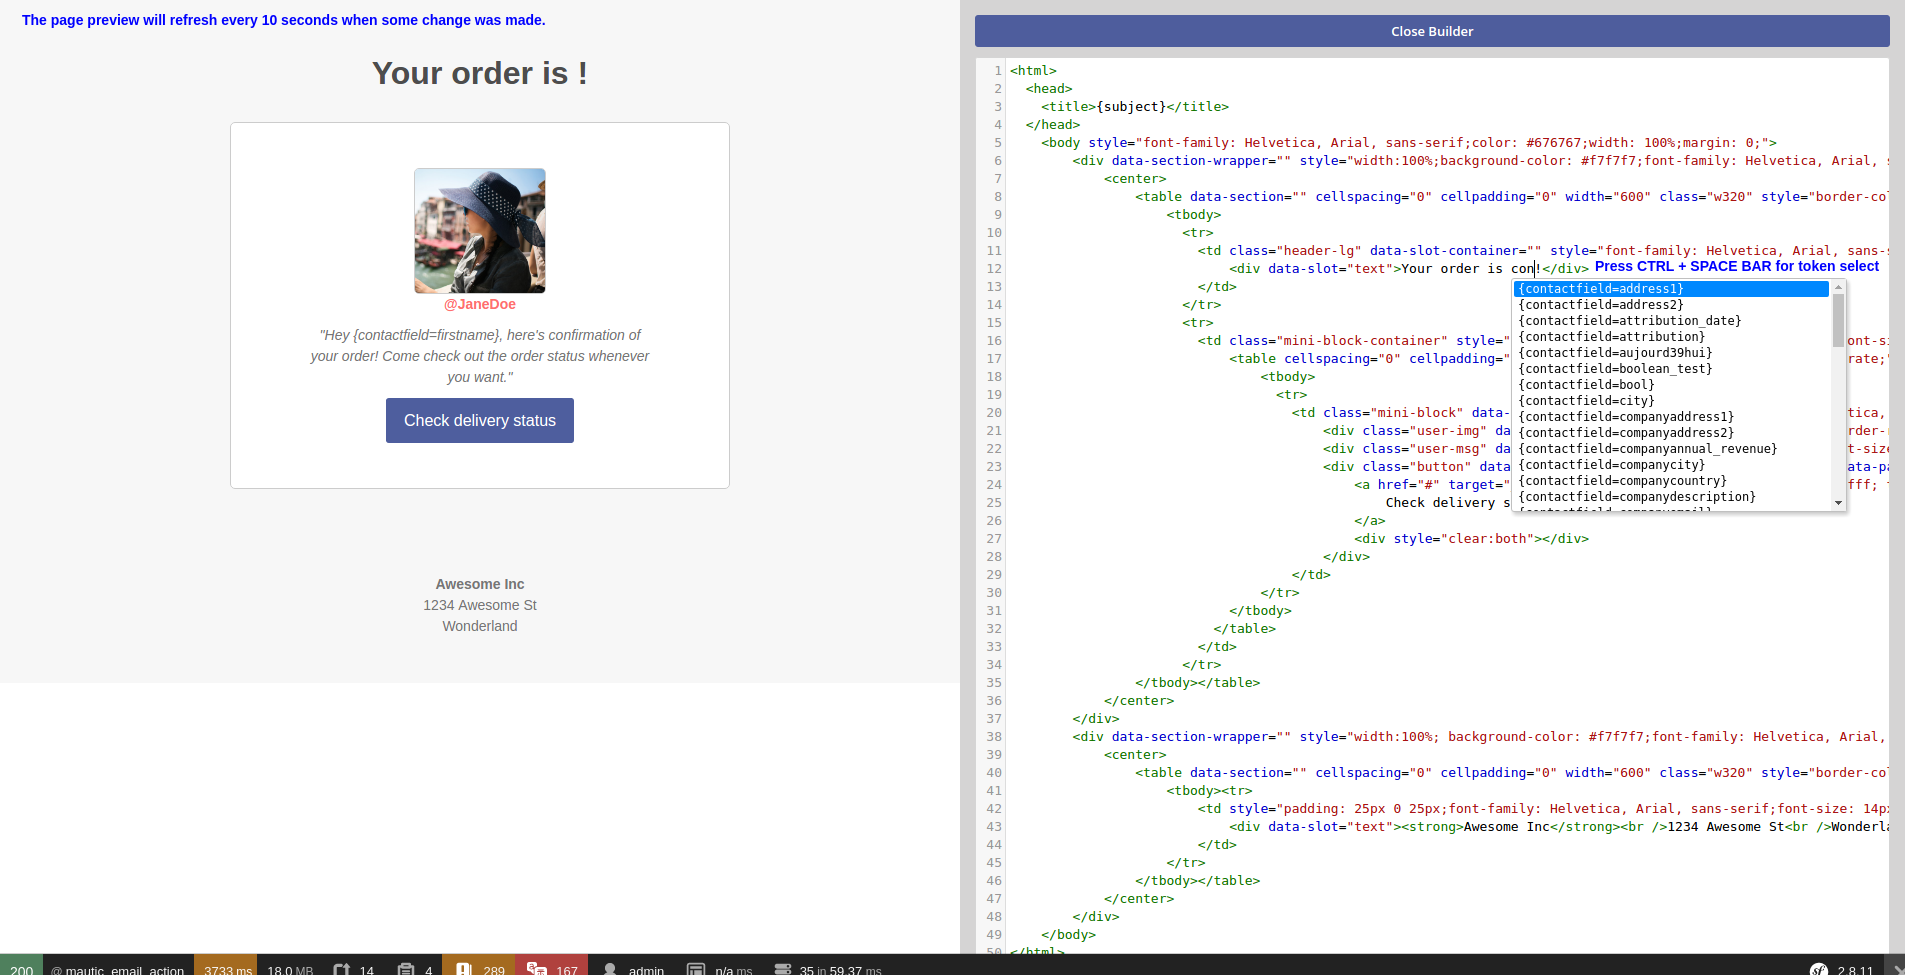 The page preview will refresh every 10 seconds when some change was made.
Your order is !
@JaneDoe
"Hey {contactfield=firstname}, here's confirmation of
your order! Come check out the order status whenever
you want."
Check delivery status
Awesome Inc
1234 Awesome St
Wonderland
Close Builder
1 <html>
2 <head>
3 <title>{subject}</title>
4 </head>
5 <body style="font-family: Helvetica, Arial, sans-serif;color: #676767;width: 100%;margin: 0;">
6 <div data-section-wrapper="" style="width:100%;background-color: #f7f7f7;font-family: Helvetica, Arial,
7 <center>
8 <table data-section="" cellspacing="0" cellpadding="0" width="600" class="w320" style="border-col
9 <tbody>
10 <tr>
11 <td class="header-lg" data-slot-container="" style="font-family: Helvetica, Arial, sans-s
12 <div data-slot="text">Your order is con!</div> Press CTRL + SPACE BAR for token select
13 </td>
14 </tr>
15 <tr>
16 <td class="mini-block-container" style=" ont-si
17 <table cellspacing="0" cellpadding=" rate;"
18 <tbody>
19 <tr>
20 <td class="mini-block" data- tica,
21 <div class="user-img" da rder-
22 <div class="user-msg" da t-size
23 <div class="button" data ata-pa
24 <a href="#" target=" fff;
25 Check delivery s
26 </a>
27 <div style="clear:both"></div>
28 </div>
29 </td>
30 </tr>
31 </tbody>
32 </table>
33 </td>
34 </tr>
35 </tbody></table>
36 </center>
37 </div>
38 <div data-section-wrapper="" style="width:100%; background-color: #f7f7f7;font-family: Helvetica, Arial,
39 <center>
40 <table data-section="" cellspacing="0" cellpadding="0" width="600" class="w320" style="border-col
41 <tbody><tr>
42 <td style="padding: 25px 0 25px;font-family: Helvetica, Arial, sans-serif;font-size: 14px
43 <div data-slot="text"><strong>Awesome Inc</strong><br />1234 Awesome St<br />Wonderla
44 </td>
45 </tr>
46 </tbody></table>
47 </center>
48 </div>
49 </body>
50 </html>
{contactfield=address1}
{contactfield=address2}
{contactfield=attribution_date}
{contactfield=attribution}
{contactfield=aujourd39hui}
{contactfield=boolean_test}
{contactfield=bool}
{contactfield=city}
{contactfield=companyaddress1}
{contactfield=companyaddress2}
{contactfield=companyannual_revenue}
{contactfield=companycity}
{contactfield=companycountry}
{contactfield=companydescription}
{contactfield=companyemail}
200 @ mautic_email_action 3733 ms 18.0 MB 14 4 289 167 admin n/a ms 35 in 59.37 ms sf 2.8.11